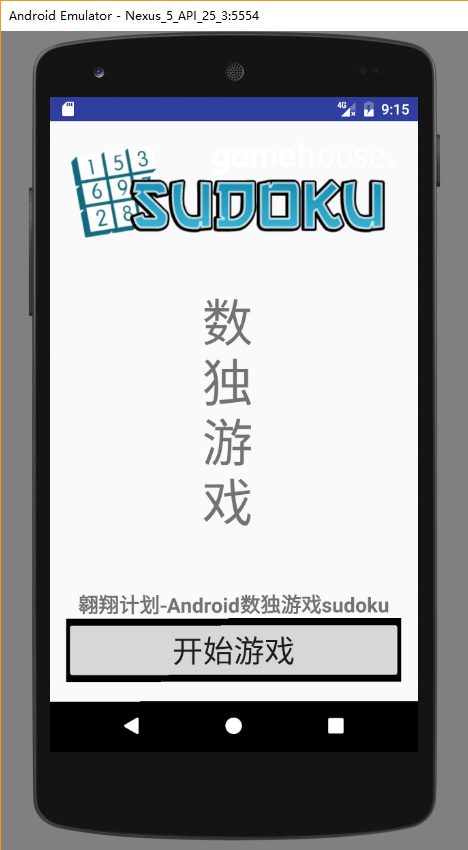 Android Emulator - Nexus_5_API_25_3:5554
4G 9:15
gamehouse.
1 5 3
6 9 7
2 8
SUDOKU
数
独
游
戏
翱翔计划-Android数独游戏sudoku
开始游戏